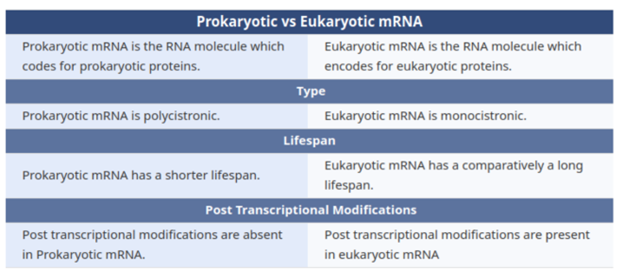 Prokaryotic vs Eukaryotic mRNA
Prokaryotic mRNA is the RNA molecule which
codes for prokaryotic proteins.
Eukaryotic mRNA is the RNA molecule which
encodes for eukaryotic proteins.
Type
Prokaryotic mRNA is polycistronic.
Eukaryotic mRNA is monocistronic.
Lifespan
Prokaryotic mRNA has a shorter lifespan.
Eukaryotic mRNA has a comparatively a long
lifespan.
Post Transcriptional Modifications
Post transcriptional modifications are absent
in Prokaryotic mRNA.
Post transcriptional modifications are present
in eukaryotic mRNA